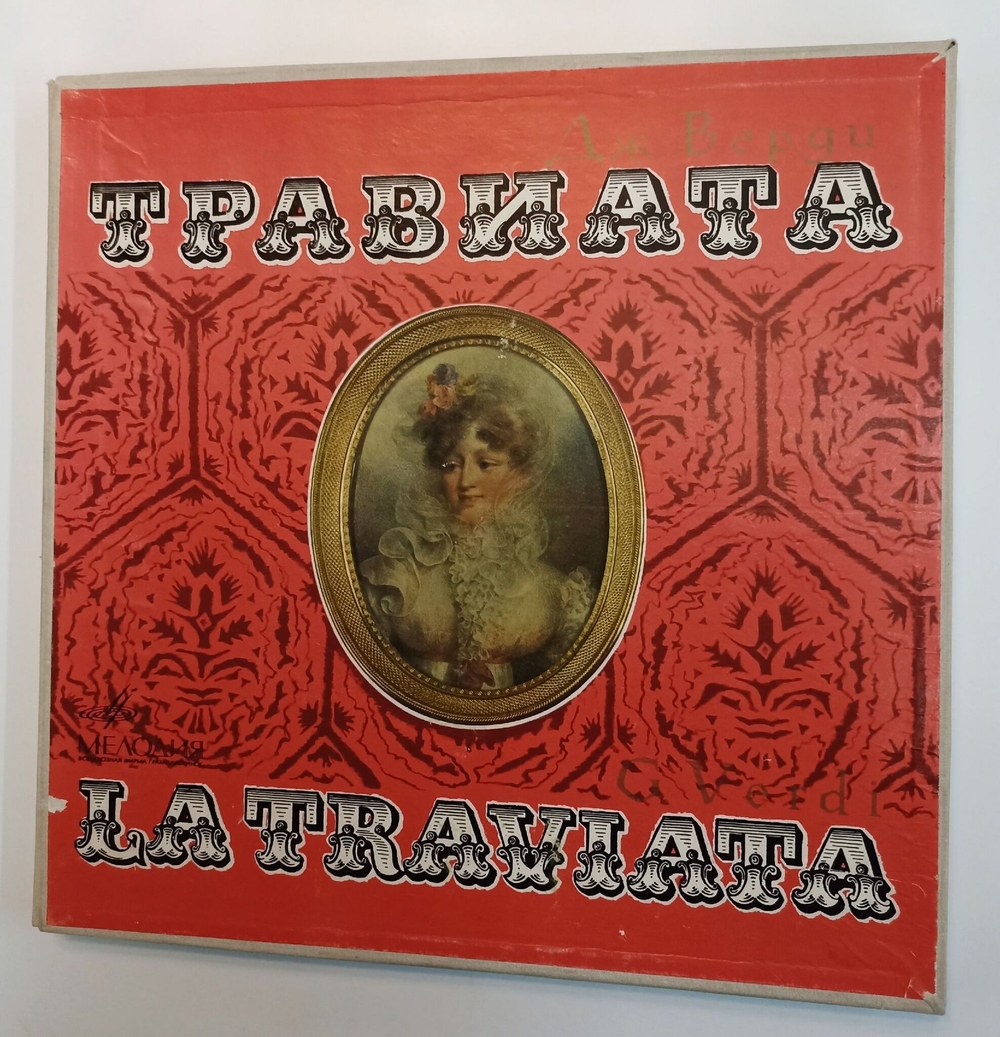 Дж Верди
ТРАВИАТА
МЕЛОДИЯ
G Verdi
LA TRAVIATA